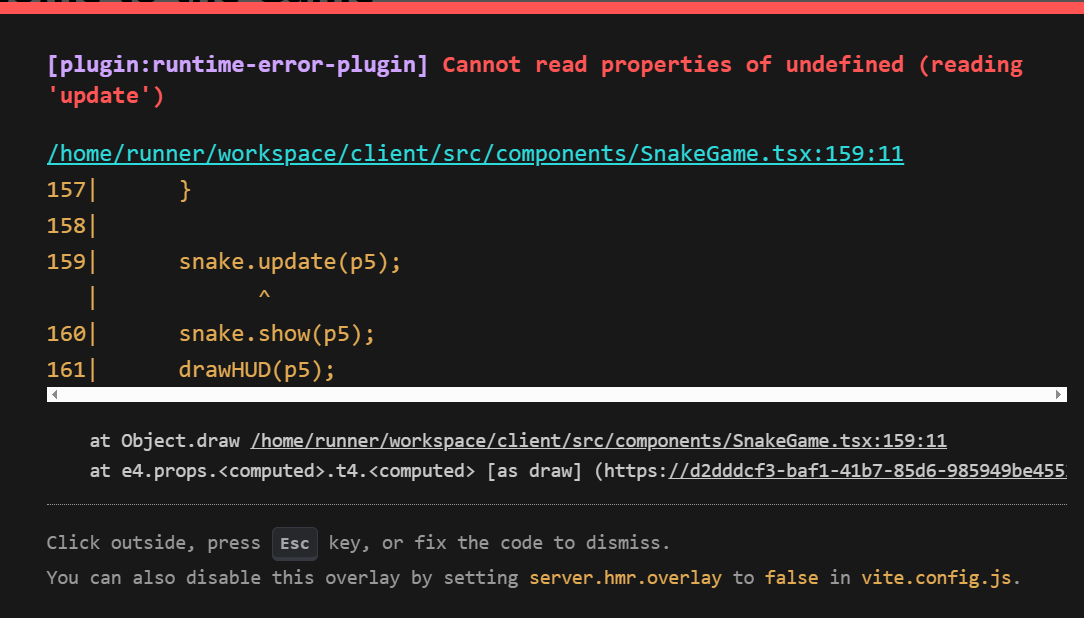 [plugin:runtime-error-plugin] Cannot read properties of undefined (reading
'update')
/home/runner/workspace/client/src/components/SnakeGame.tsx:159:11
157|      }
158|
159|      snake.update(p5);
   |            ^
160|      snake.show(p5);
161|      drawHUD(p5);
at Object.draw /home/runner/workspace/client/src/components/SnakeGame.tsx:159:11
at e4.props.<computed>.t4.<computed> [as draw] (https://d2dddcf3-baf1-41b7-85d6-985949be455
Click outside, press Esc key, or fix the code to dismiss.
You can also disable this overlay by setting server.hmr.overlay to false in vite.config.js.